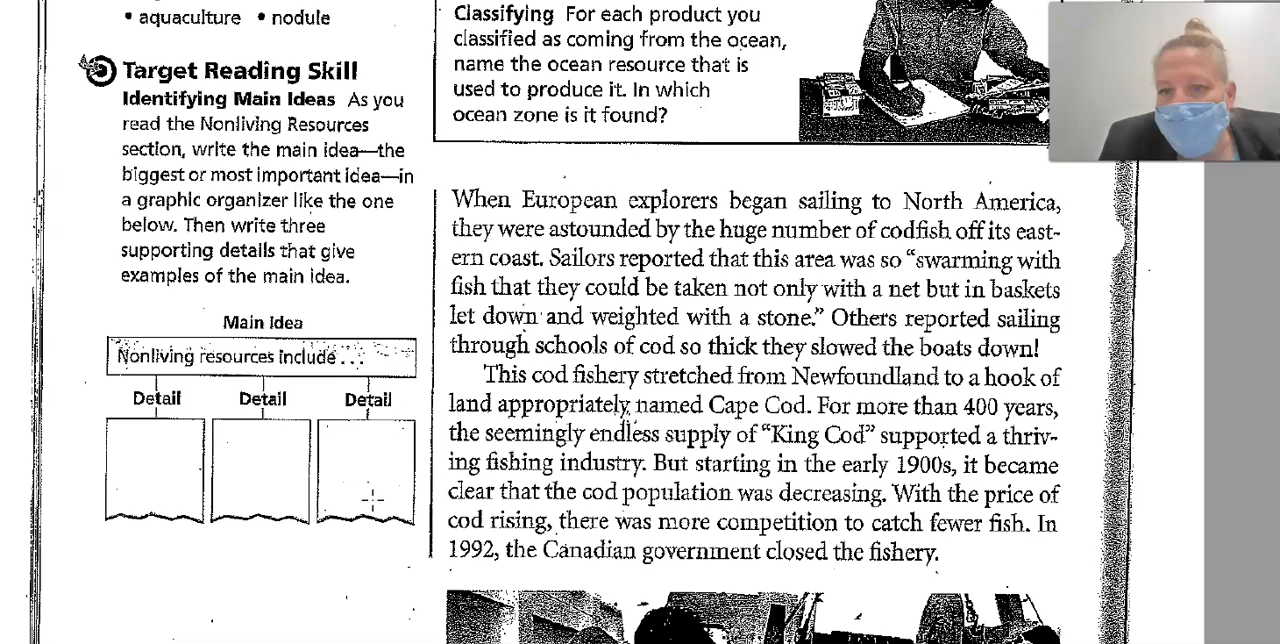 • aquaculture • nodule
Target Reading Skill
Identifying Main Ideas As you
read the Nonliving Resources
section, write the main idea—the
biggest or most important idea—in
a graphic organizer like the one
below. Then write three
supporting details that give
examples of the main idea.
Main Idea
Nonliving resources include . . .
Detail Detail Detail
Classifying For each product you
classified as coming from the ocean,
name the ocean resource that is
used to produce it. In which
ocean zone is it found?
When European explorers began sailing to North America,
they were astounded by the huge number of codfish off its east-
ern coast. Sailors reported that this area was so “swarming with
fish that they could be taken not only with a net but in baskets
let down and weighted with a stone.” Others reported sailing
through schools of cod so thick they slowed the boats down!
This cod fishery stretched from Newfoundland to a hook of
land appropriately named Cape Cod. For more than 400 years,
the seemingly endless supply of “King Cod” supported a thriv-
ing fishing industry. But starting in the early 1900s, it became
clear that the cod population was decreasing. With the price of
cod rising, there was more competition to catch fewer fish. In
1992, the Canadian government closed the fishery.